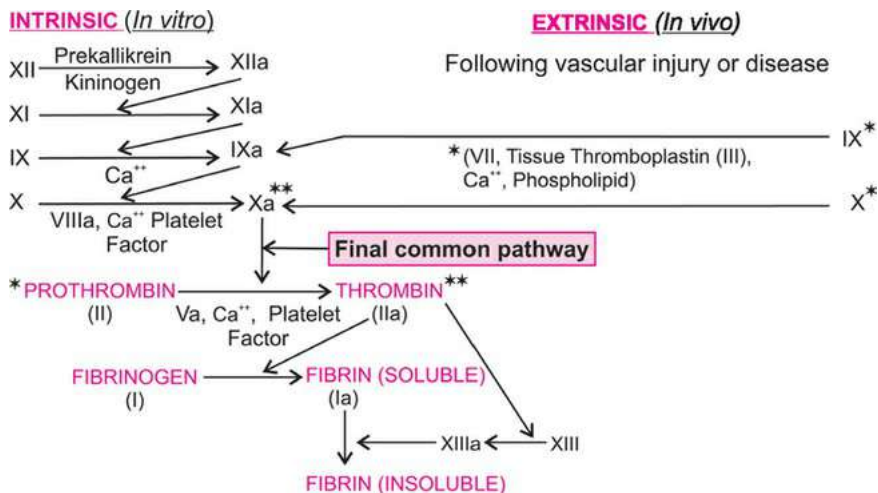 INTRINSIC (In vitro)
EXTRINSIC (In vivo)
XII
Prekallikrein
Kininogen
XIIa
Following vascular injury or disease
XI
XIa
IX
Ca++
IXa
IX*
*(VII, Tissue Thromboplastin (III),
Ca++, Phospholipid)
X
VIIIa, Ca++ Platelet
Factor
Xa**
X*
Final common pathway
*PROTHROMBIN
(II)
Va, Ca++, Platelet
Factor
THROMBIN**
(IIa)
FIBRINOGEN
(I)
FIBRIN (SOLUBLE)
(Ia)
XIIIa
XIII
FIBRIN (INSOLUBLE)